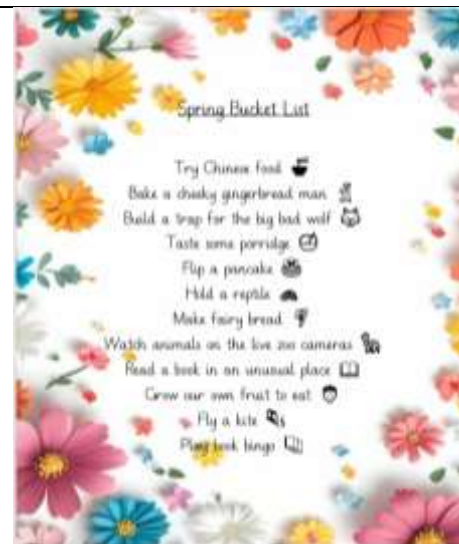 Spring Bucket List
Try Chinese food
Bake a cheeky gingerbread man
Build a trap for the big bad wolf
Taste some porridge
Flip a pancake
Hold a reptile
Make fairy bread
Watch animals on the live zoo cameras
Read a book in an unusual place
Grow our own fruit to eat
Fly a kite
Play book bingo